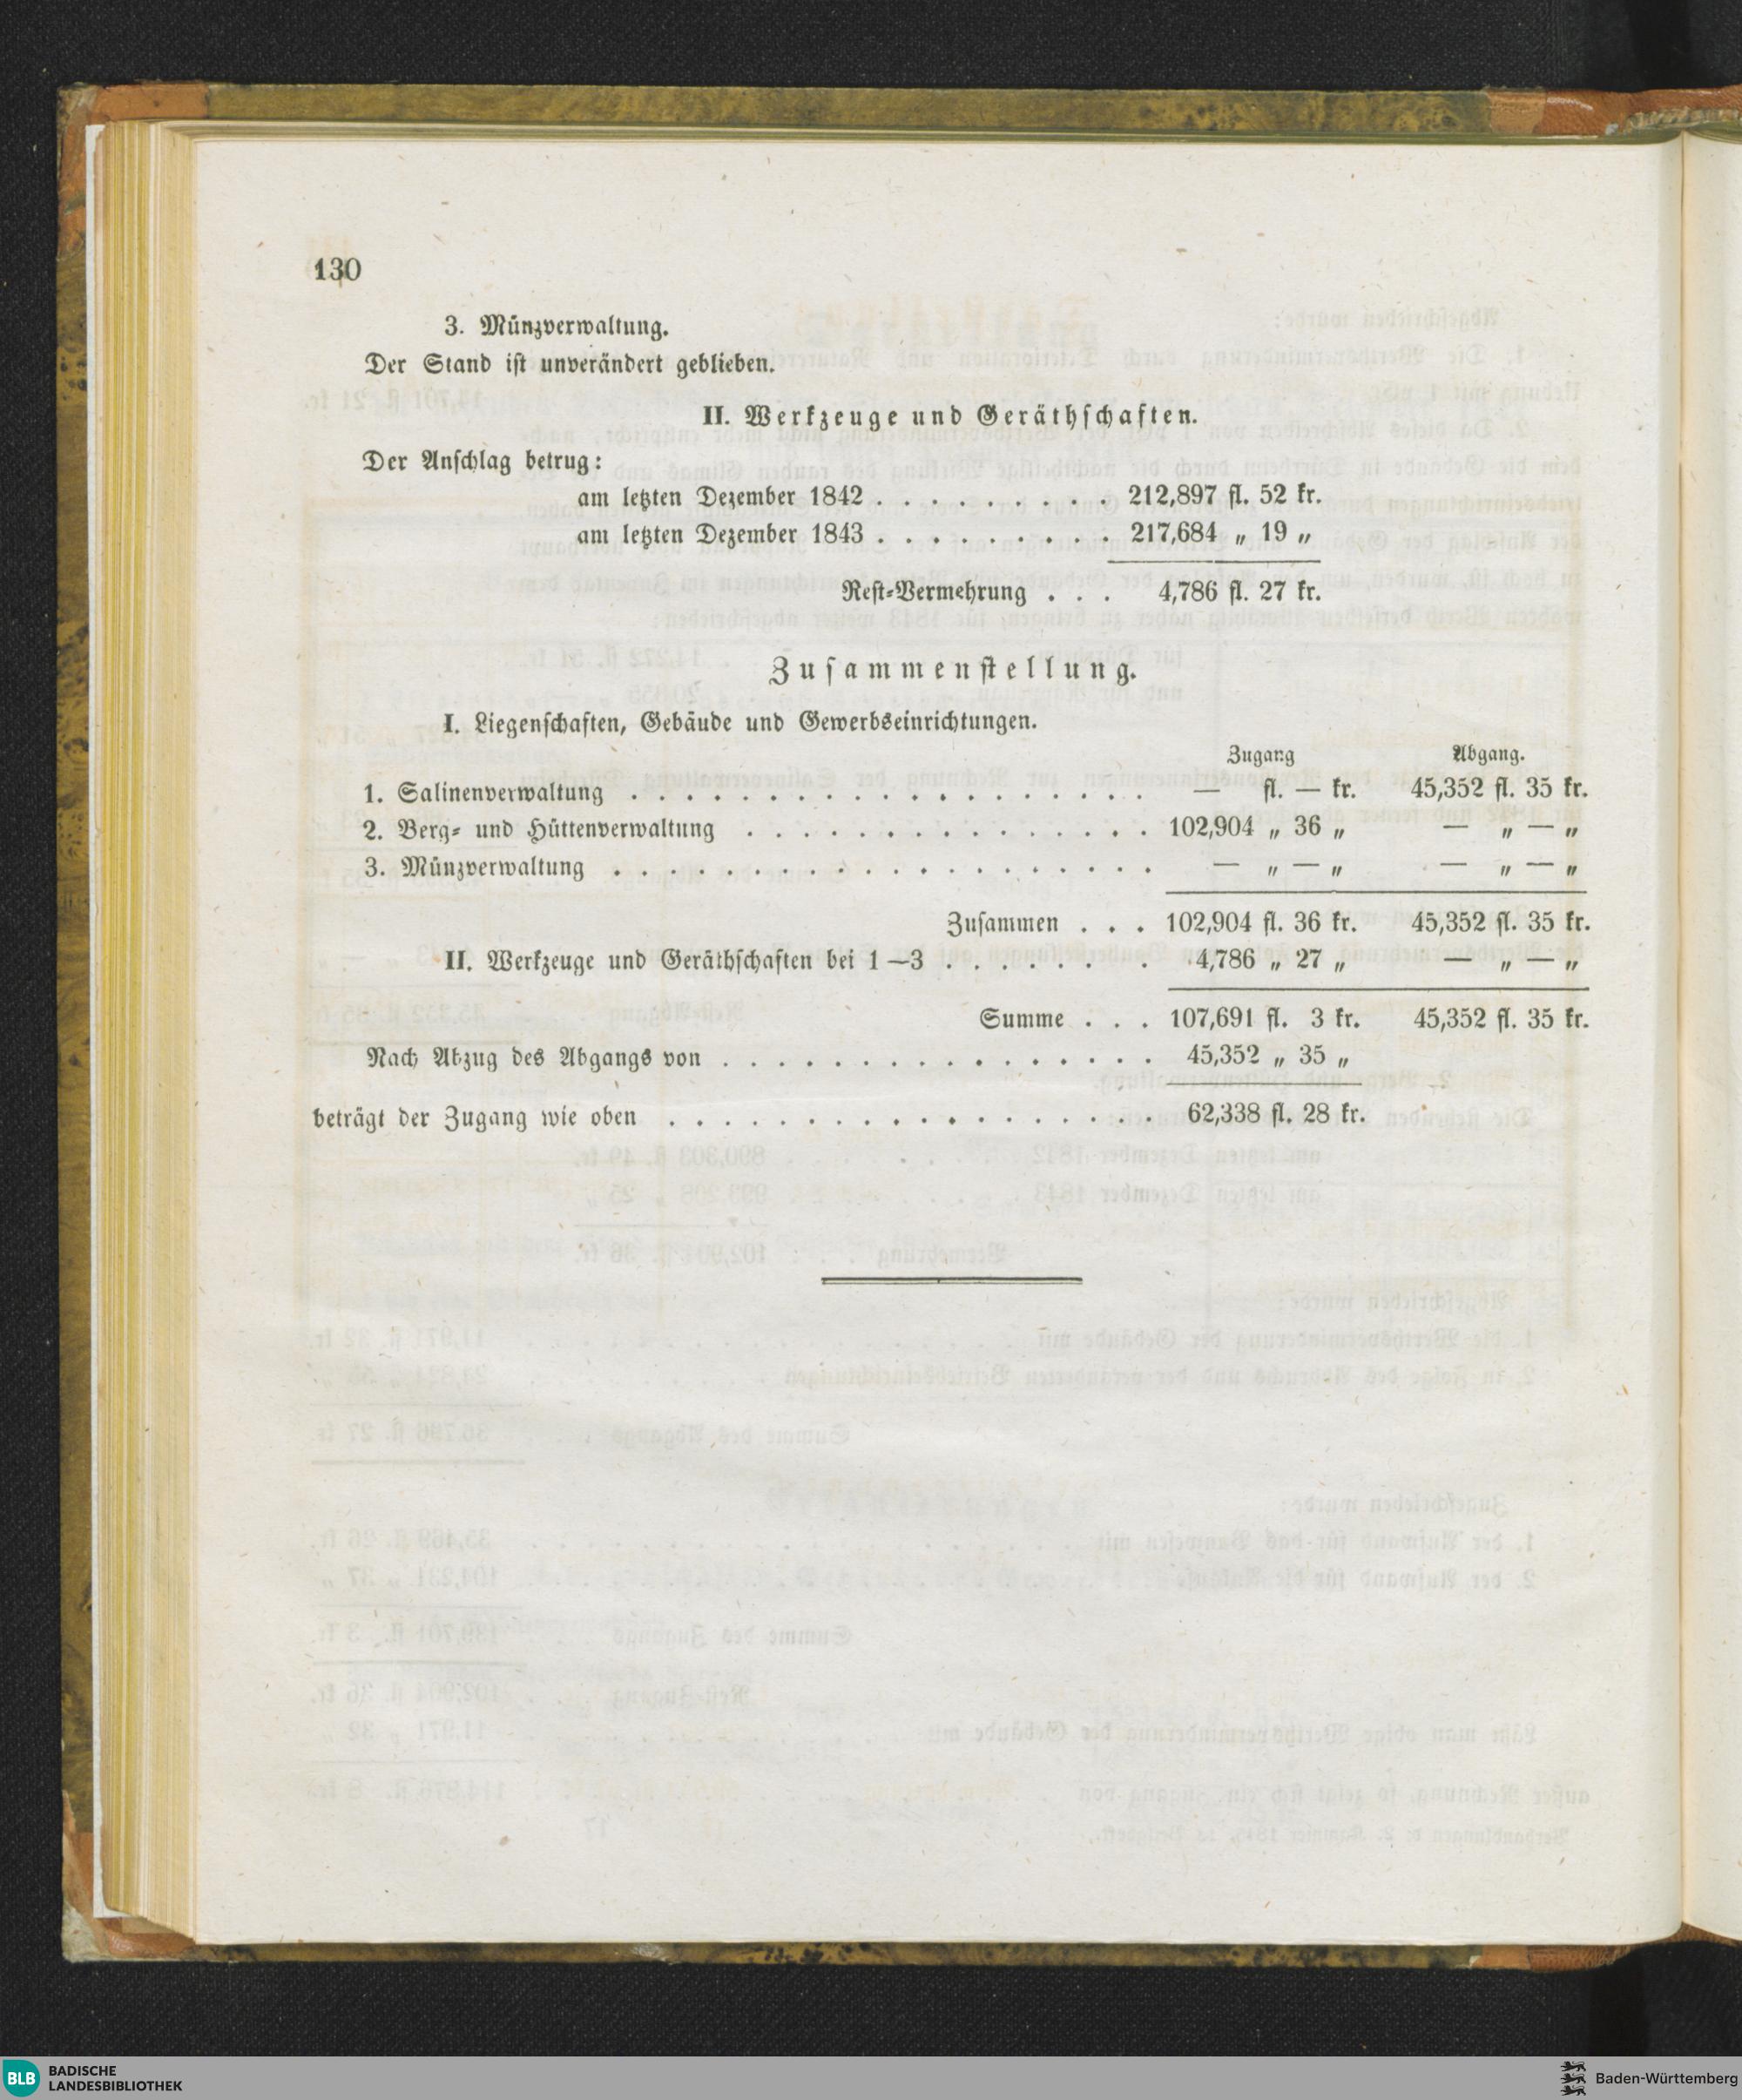 130
3. Münzverwaltung.
Der Stand ist unverändert geblieben.
II. Werkzeuge und Geräthschaften.
Der Anschlag betrug:
am letzten Dezember 1842 . . . . . . . . . 212,897 fl. 52 kr.
am letzten Dezember 1843 . . . . . . . . . 217,684 „ 19 „
Rest-Vermehrung . . . 4,786 fl. 27 kr.
Zusammenstellung.
I. Liegenschaften, Gebäude und Gewerbseinrichtungen.
Zugang Abgang.
1. Salinenverwaltung . . . . . . . . . . . . . . . . . . . — fl. — kr. 45,352 fl. 35 kr.
2. Berg- und Hüttenverwaltung . . . . . . . . . . . . . . . 102,904 „ 36 „ — „ — „
3. Münzverwaltung . . . . . . . . . . . . . . . . . . . . — „ — „ — „ — „
Zusammen . . . 102,904 fl. 36 kr. 45,352 fl. 35 kr.
II. Werkzeuge und Geräthschaften bei 1—3 . . . . . . . . 4,786 „ 27 „ — „ — „
Summe . . . 107,691 fl. 3 kr. 45,352 fl. 35 kr.
Nach Abzug des Abgangs von . . . . . . . . . . . . . . . . 45,352 „ 35 „
beträgt der Zugang wie oben . . . . . . . . . . . . . . . . . . 62,338 fl. 28 kr.
BLB BADISCHE
LANDESBIBLIOTHEK
Baden-Württemberg